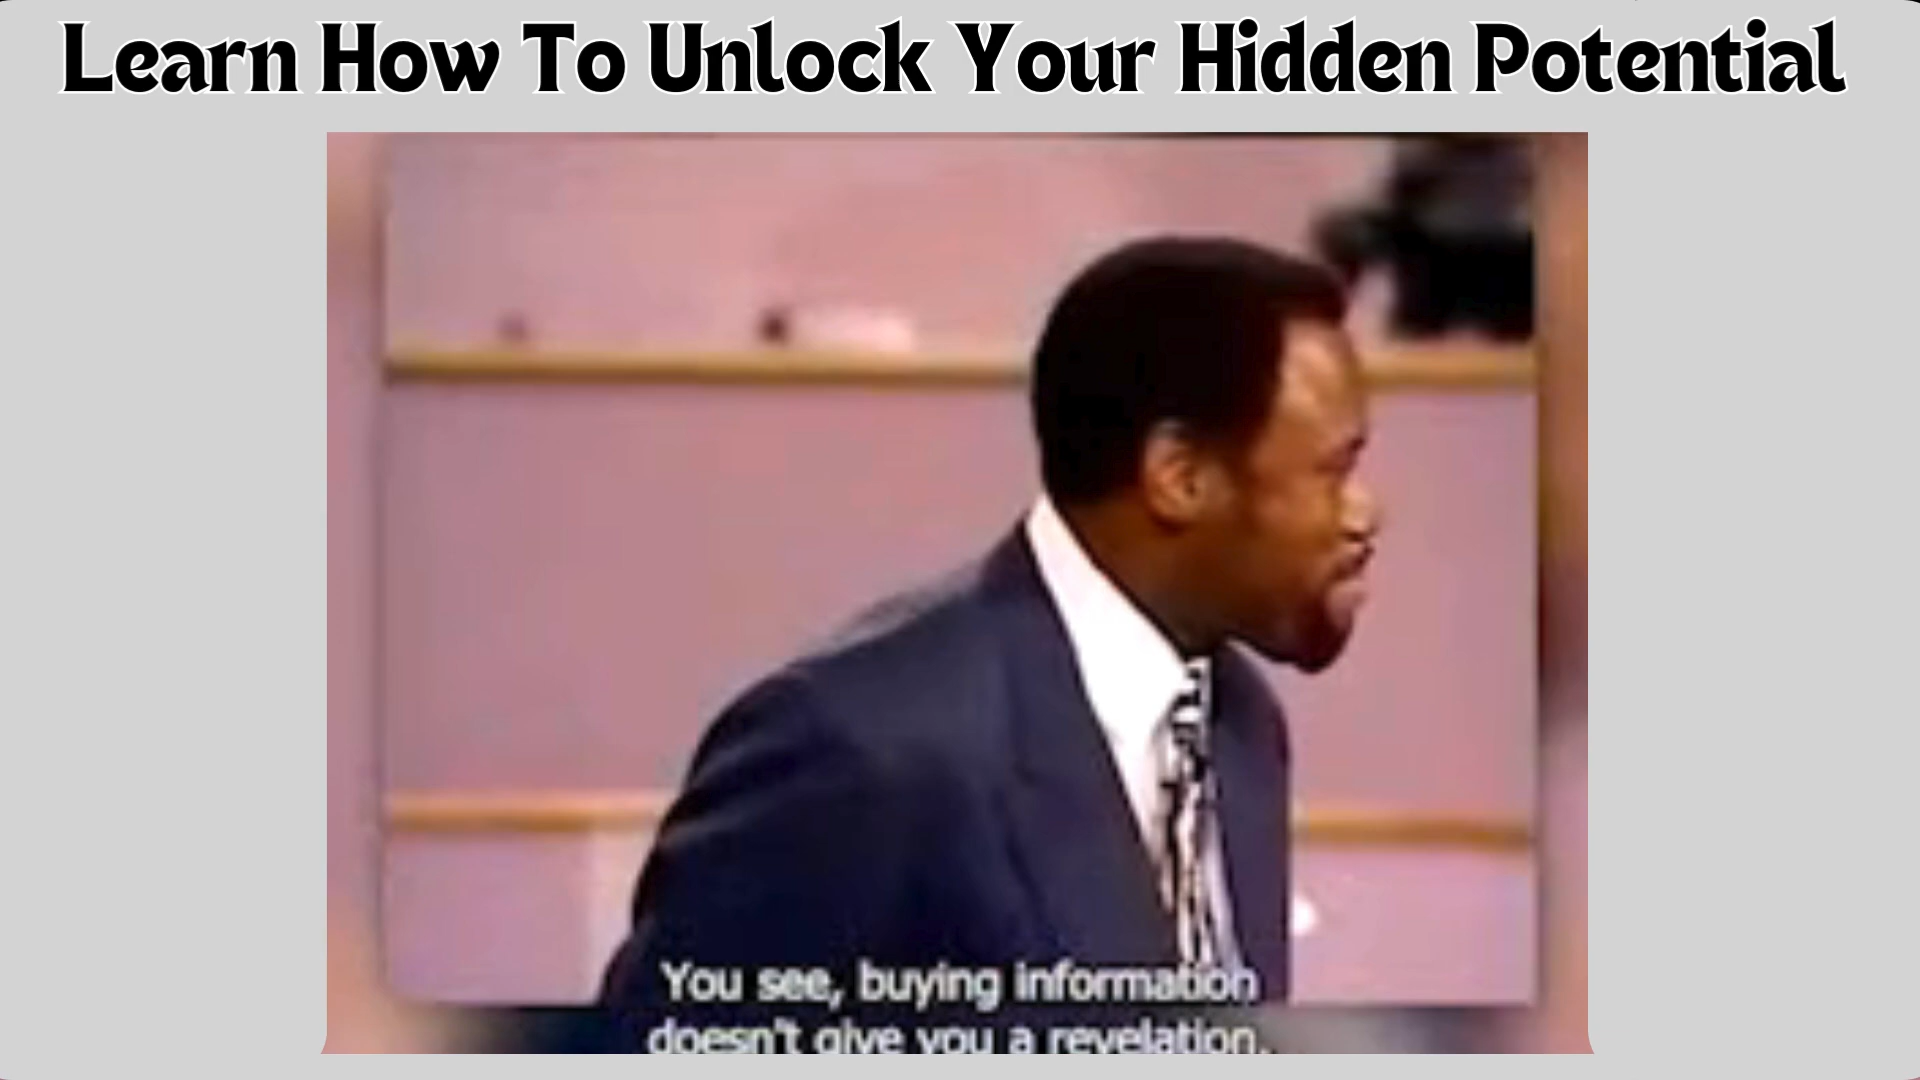 Learn How To Unlock Your Hidden Potential
You see, buying information
doesn't give you a revelation.